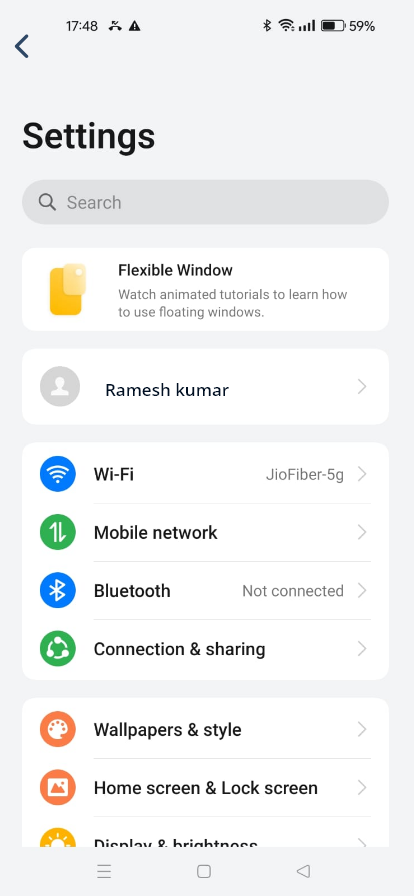 17:48 59%
Settings
Search
Flexible Window
Watch animated tutorials to learn how
to use floating windows.
Ramesh kumar
Wi-Fi JioFiber-5g
Mobile network
Bluetooth Not connected
Connection & sharing
Wallpapers & style
Home screen & Lock screen
Display & brightness